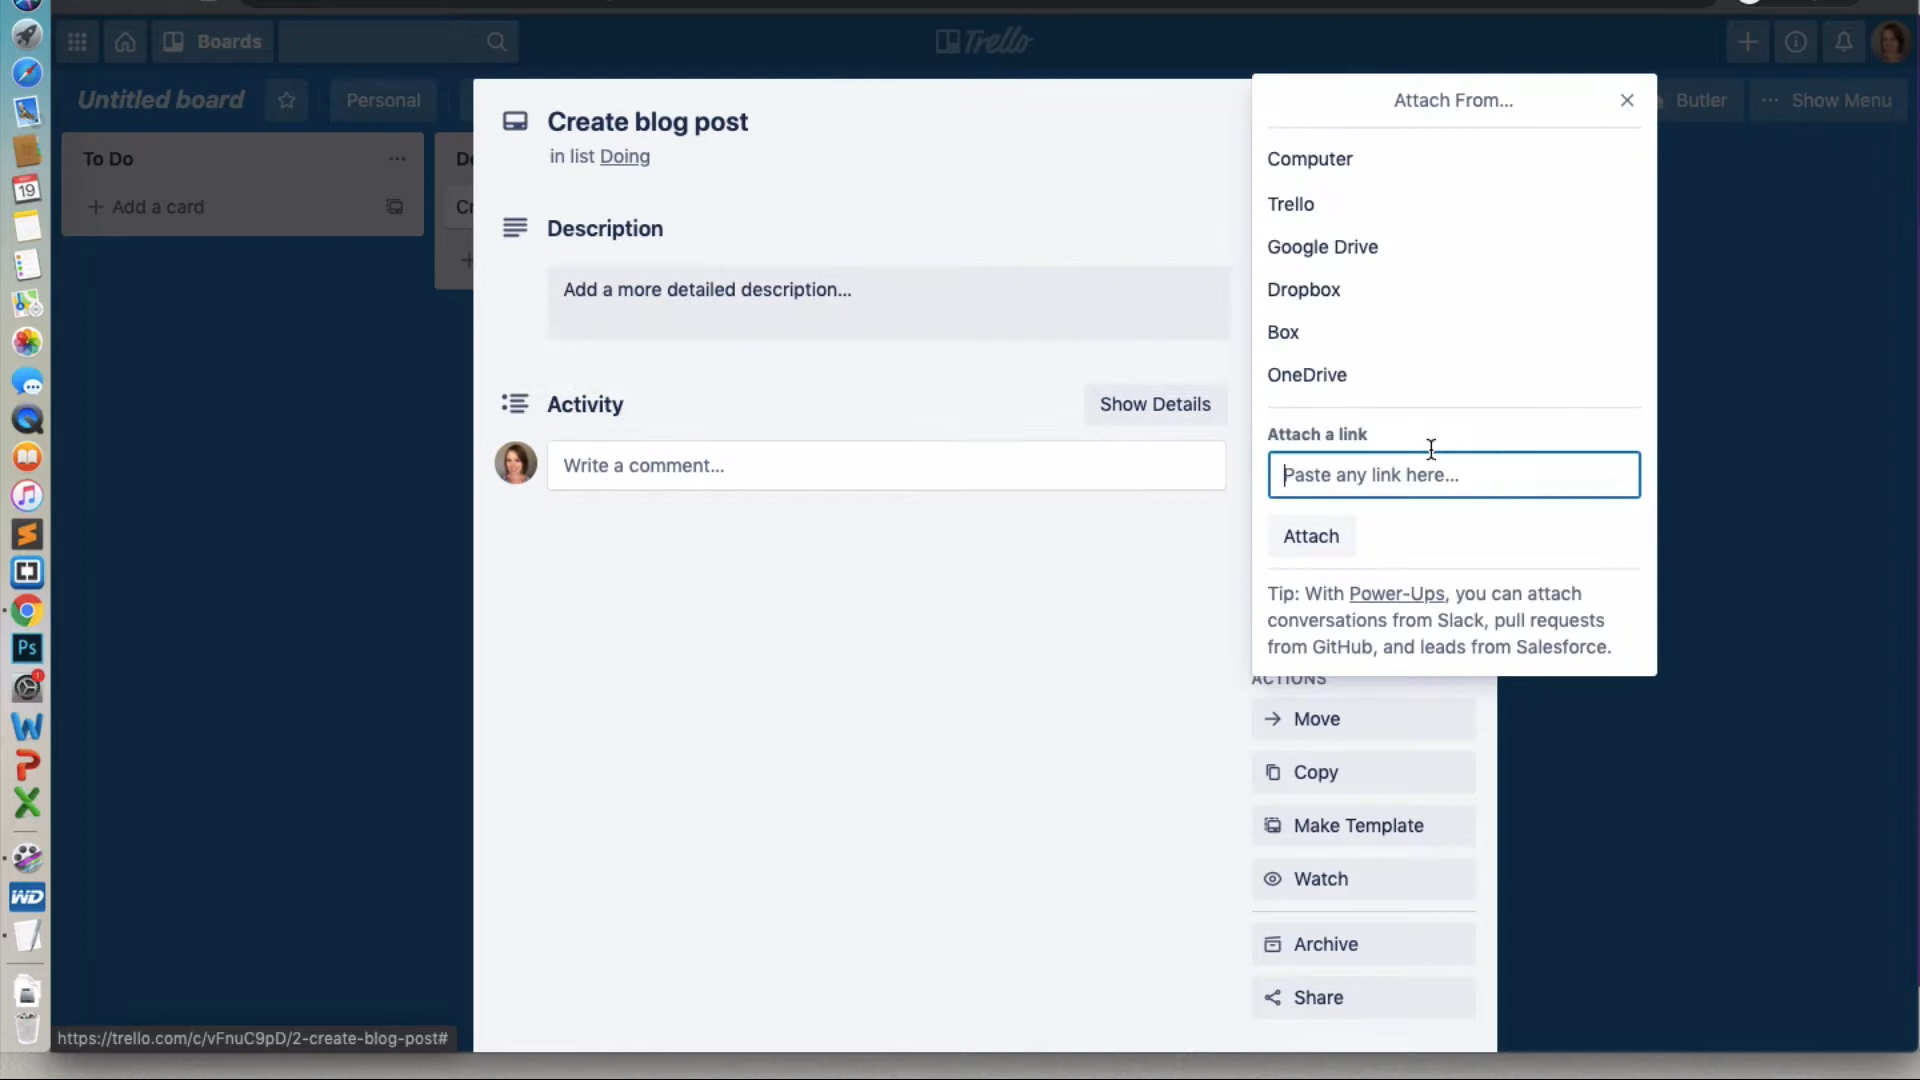 Boards
Trello
Untitled board
Personal
Butler
Show Menu
To Do
Add a card
Create blog post
in list Doing
Description
Add a more detailed description...
Activity
Show Details
Write a comment...
Attach From...
Computer
Trello
Google Drive
Dropbox
Box
OneDrive
Attach a link
Paste any link here...
Attach
Tip: With Power-Ups, you can attach
conversations from Slack, pull requests
from GitHub, and leads from Salesforce.
ACTIONS
Move
Copy
Make Template
Watch
Archive
Share
19
Ps
1
W
P
X
WD
https://trello.com/c/vFnuC9pD/2-create-blog-post#